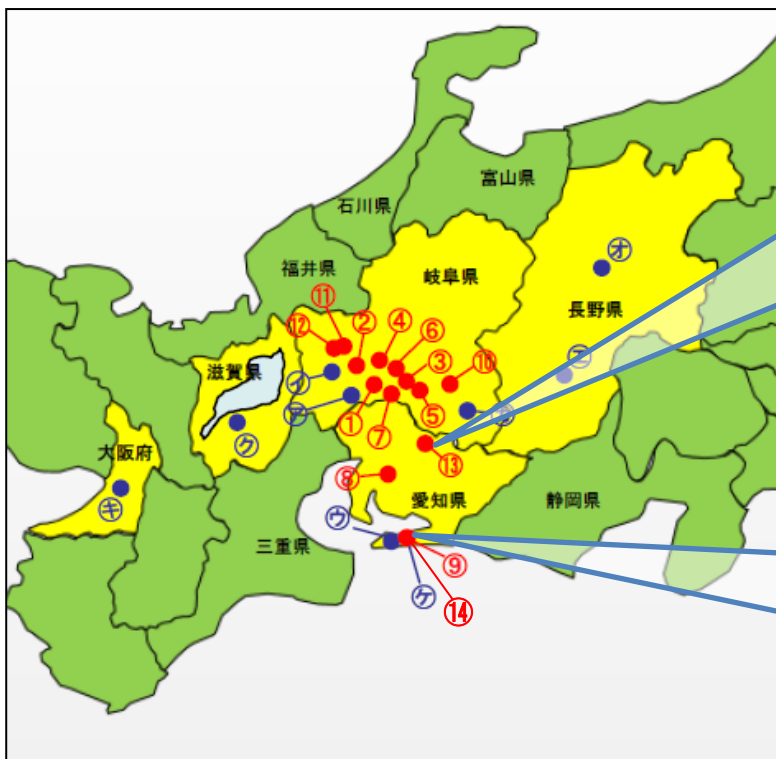 富山県
石川県
㋔
福井県
岐阜県
⑪
長野県
⑫
②
④
⑥
③
⑩
㋓
滋賀県
㋑
㋐
①
⑦
⑤
㋗
大阪府
⑬
⑧
㋖
愛知県
静岡県
㋒
三重県
⑨
㋘
⑭